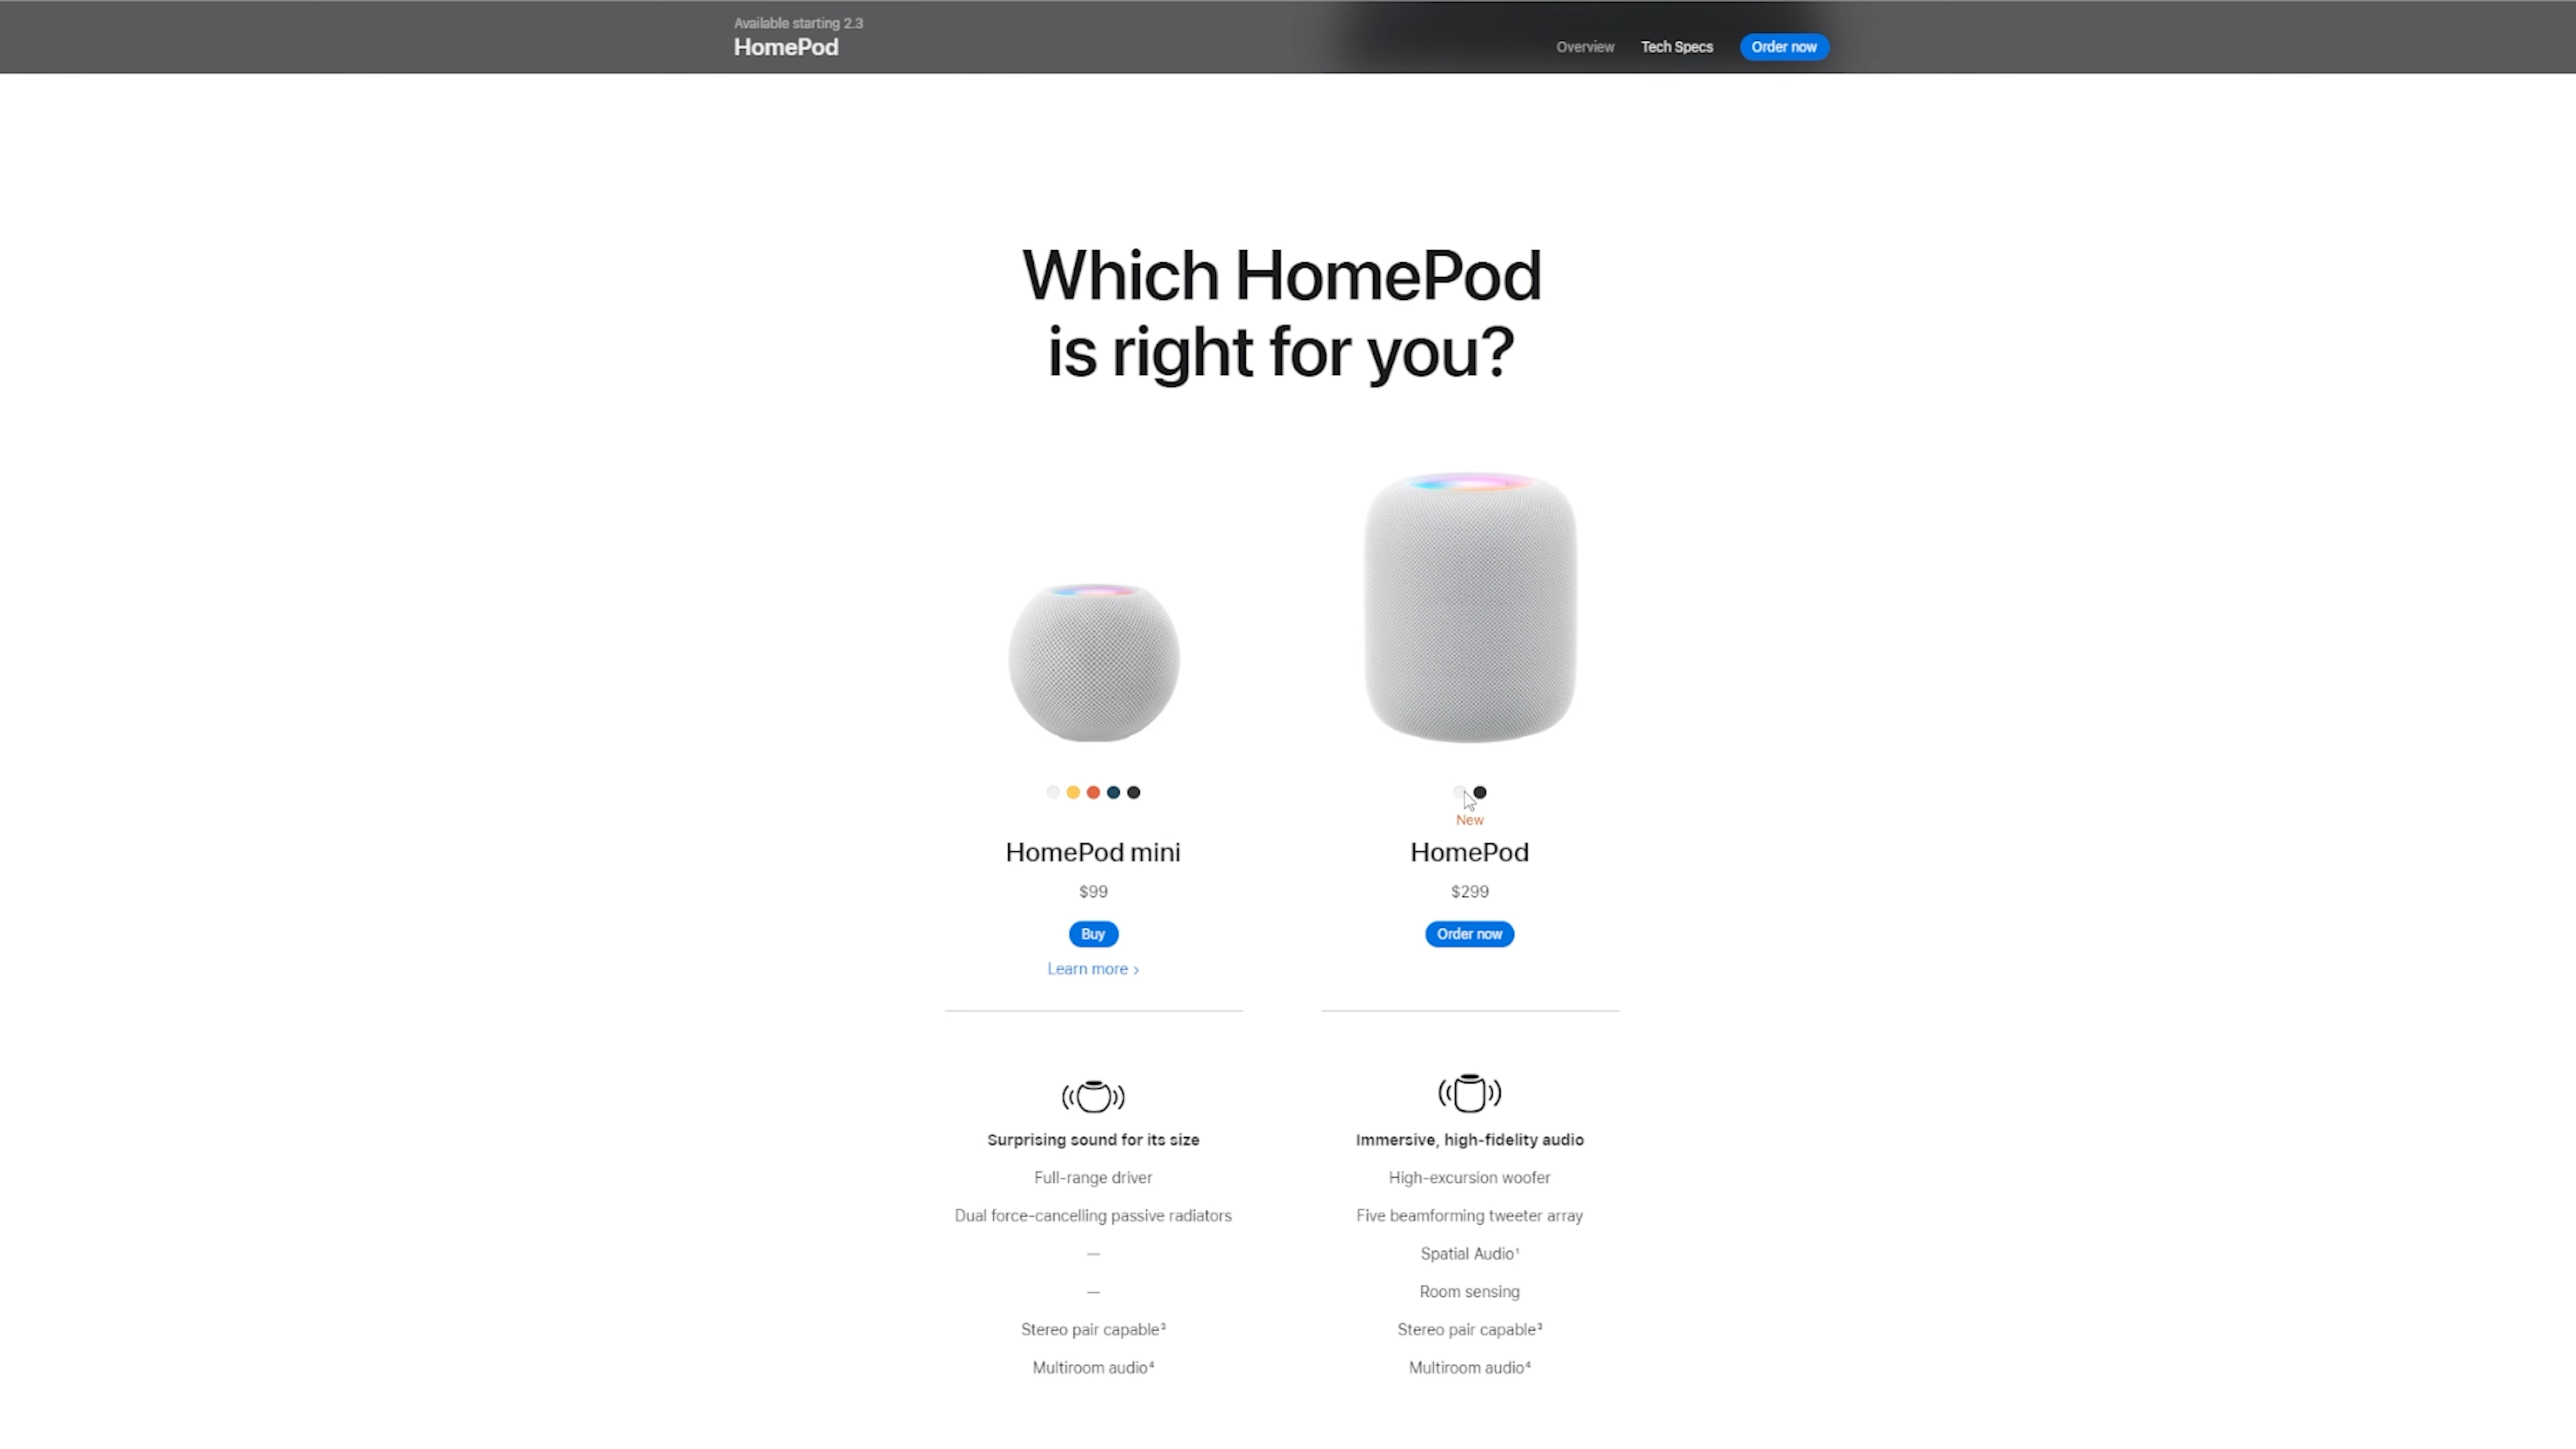 Available starting 2.3
HomePod
Overview
Tech Specs
Order now
Which HomePod
is right for you?
HomePod mini
$99
Buy
Learn more >
New
HomePod
$299
Order now
Surprising sound for its size
Full-range driver
Dual force-cancelling passive radiators
—
—
Stereo pair capable³
Multiroom audio⁴
Immersive, high-fidelity audio
High-excursion woofer
Five beamforming tweeter array
Spatial Audio¹
Room sensing
Stereo pair capable³
Multiroom audio⁴